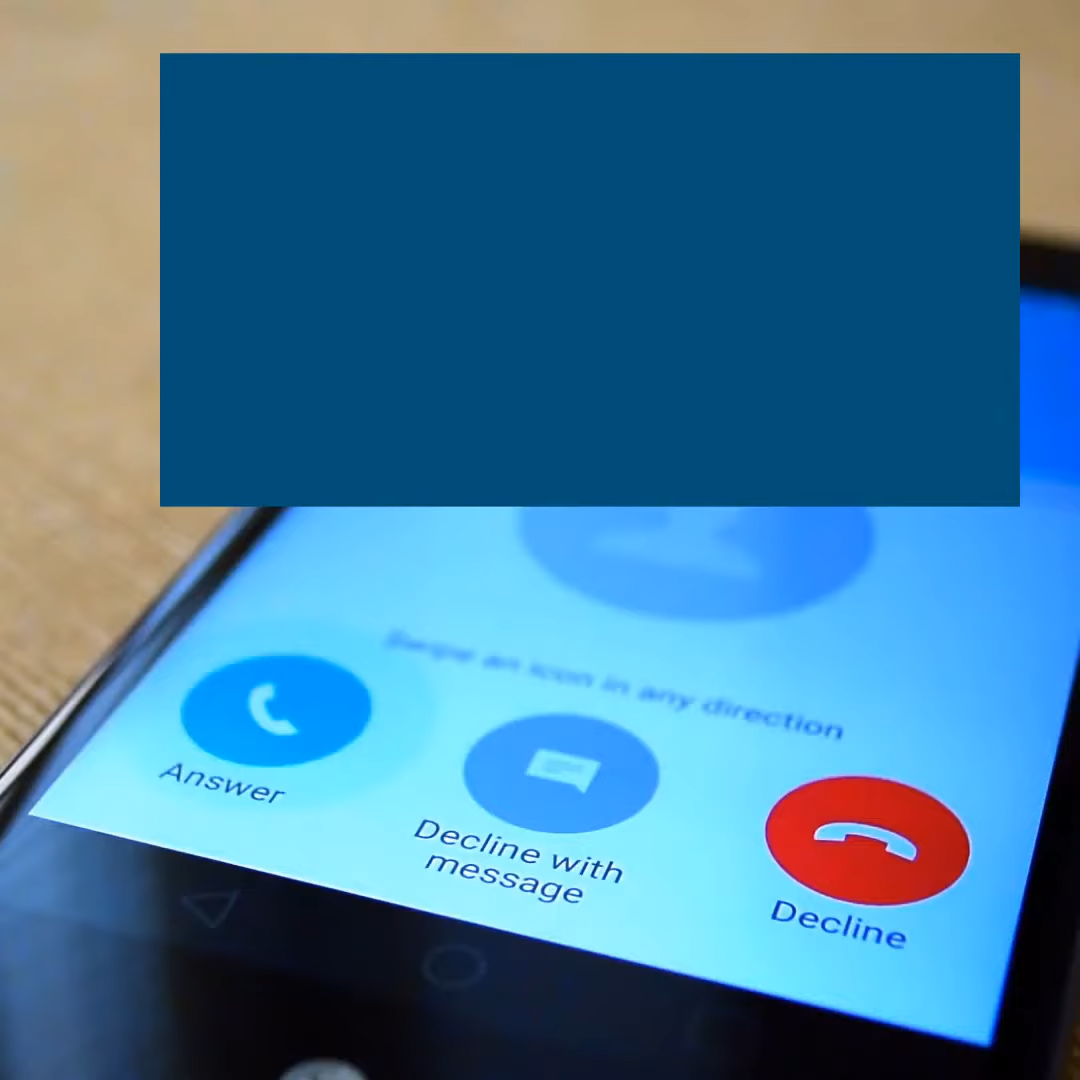 Swipe an icon in any direction
Answer
Decline with
message
Decline